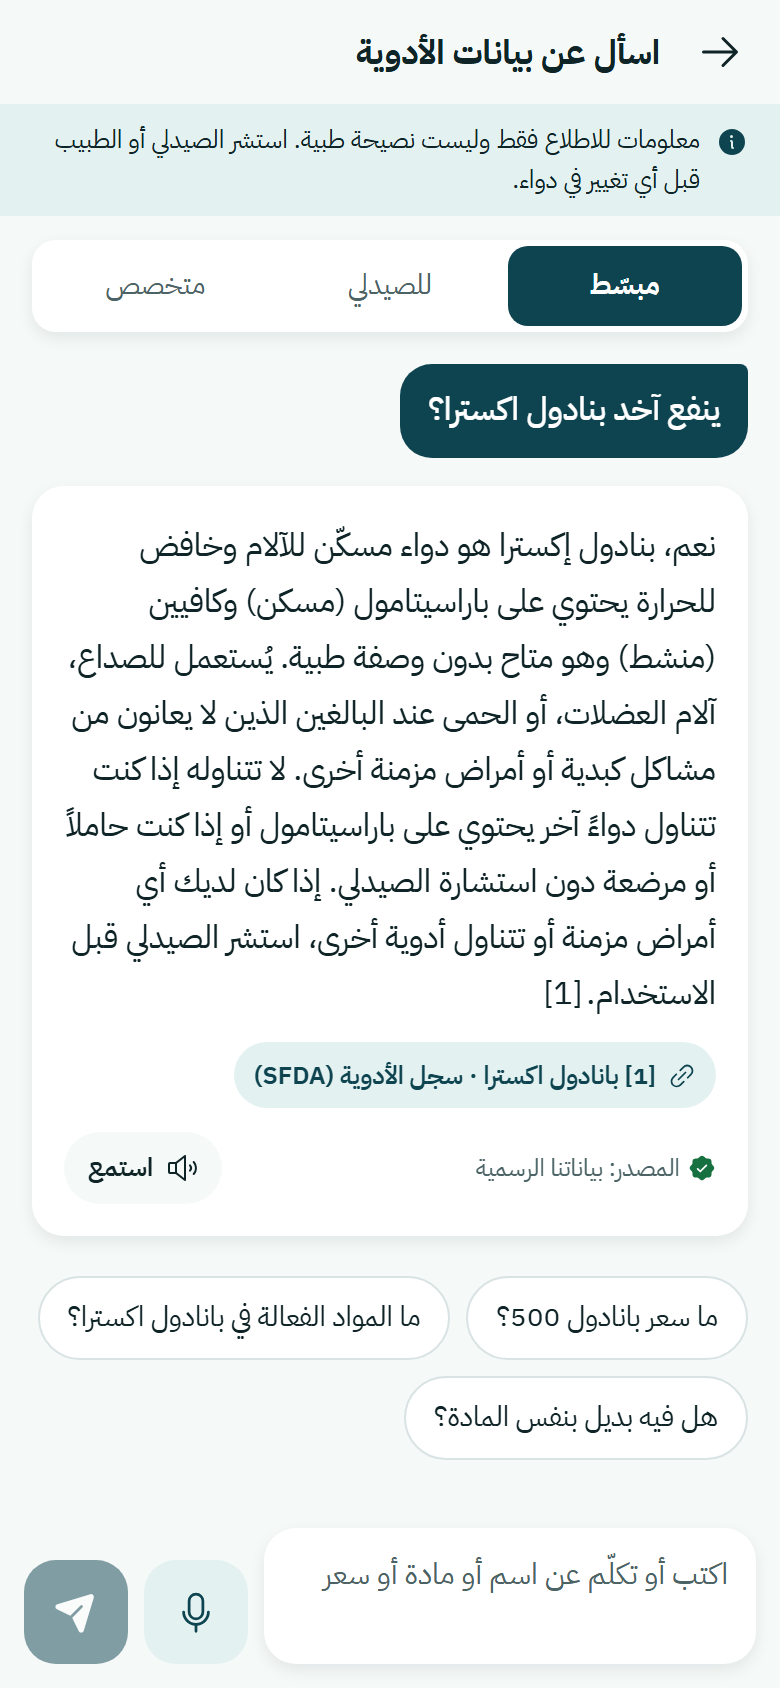 اسأل عن بيانات الأدوية
معلومات للاطلاع فقط وليست نصيحة طبية. استشر الصيدلي أو الطبيب
قبل أي تغيير في دواء.
مبسّط
للصيدلي
متخصص
ينفع آخد بنادول اكسترا؟
نعم، بنادول إكسترا هو دواء مسكّن للآلام وخافض
للحرارة يحتوي على باراسيتامول (مسكن) وكافيين
(منشط) وهو متاح بدون وصفة طبية. يُستعمل للصداع،
آلام العضلات، أو الحمى عند البالغين الذين لا يعانون من
مشاكل كبدية أو أمراض مزمنة أخرى. لا تتناوله إذا كنت
تتناول دواءً آخر يحتوي على باراسيتامول أو إذا كنت حاملاً
أو مرضعة دون استشارة الصيدلي. إذا كان لديك أي
أمراض مزمنة أو تتناول أدوية أخرى، استشر الصيدلي قبل
الاستخدام. [1]
[1] بانادول اكسترا · سجل الأدوية (SFDA)
المصدر: بياناتنا الرسمية
استمع
ما سعر بانادول 500؟
ما المواد الفعالة في بانادول اكسترا؟
هل فيه بديل بنفس المادة؟
اكتب أو تكلّم عن اسم أو مادة أو سعر